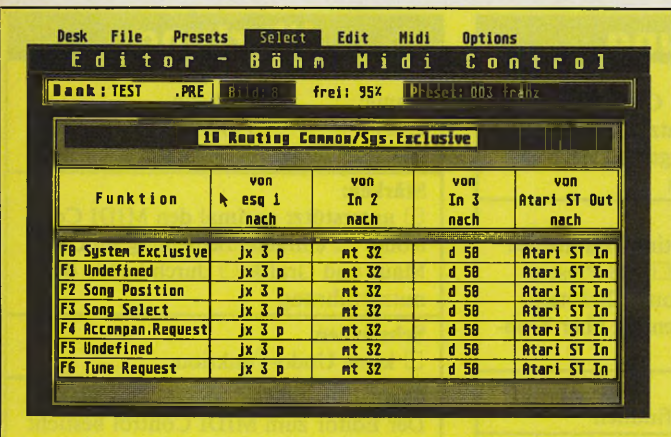 Desk File Presets Select Edit Midi Options
Editor - Böhm Midi Control
Bank: TEST .PRE Bild: 8 frei: 95% Preset: 003 franz
10 Routing Common/Sys.Exclusive
Funktion
von esq 1 nach
von In 2 nach
von In 3 nach
von Atari ST Out nach
F0 System Exclusive jx 3 p mt 32 d 50 Atari ST In
F1 Undefined jx 3 p mt 32 d 50 Atari ST In
F2 Song Position jx 3 p mt 32 d 50 Atari ST In
F3 Song Select jx 3 p mt 32 d 50 Atari ST In
F4 Accompan.Request jx 3 p mt 32 d 50 Atari ST In
F5 Undefined jx 3 p mt 32 d 50 Atari ST In
F6 Tune Request jx 3 p mt 32 d 50 Atari ST In